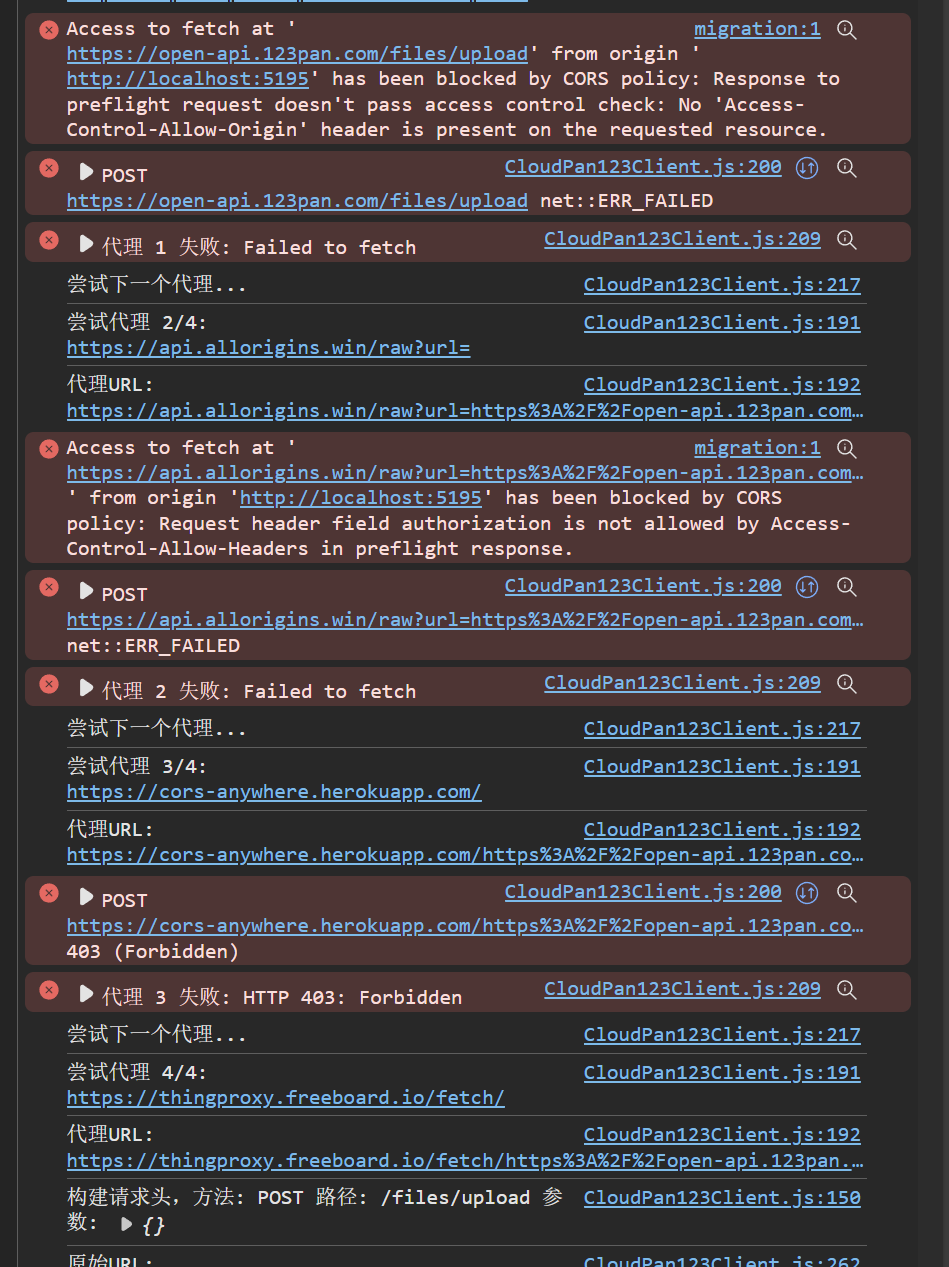 Access to fetch at ' migration:1
https://open-api.123pan.com/files/upload' from origin '
http://localhost:5195' has been blocked by CORS policy: Response to
preflight request doesn't pass access control check: No 'Access-
Control-Allow-Origin' header is present on the requested resource.
POST CloudPan123Client.js:200
https://open-api.123pan.com/files/upload net::ERR_FAILED
代理 1 失败: Failed to fetch CloudPan123Client.js:209
尝试下一个代理... CloudPan123Client.js:217
尝试代理 2/4: CloudPan123Client.js:191
https://api.allorigins.win/raw?url=
代理URL: CloudPan123Client.js:192
https://api.allorigins.win/raw?url=https%3A%2F%2Fopen-api.123pan.com…
Access to fetch at ' migration:1
https://api.allorigins.win/raw?url=https%3A%2F%2Fopen-api.123pan.com…
' from origin 'http://localhost:5195' has been blocked by CORS
policy: Request header field authorization is not allowed by Access-
Control-Allow-Headers in preflight response.
POST CloudPan123Client.js:200
https://api.allorigins.win/raw?url=https%3A%2F%2Fopen-api.123pan.com…
net::ERR_FAILED
代理 2 失败: Failed to fetch CloudPan123Client.js:209
尝试下一个代理... CloudPan123Client.js:217
尝试代理 3/4: CloudPan123Client.js:191
https://cors-anywhere.herokuapp.com/
代理URL: CloudPan123Client.js:192
https://cors-anywhere.herokuapp.com/https%3A%2F%2Fopen-api.123pan.co…
POST CloudPan123Client.js:200
https://cors-anywhere.herokuapp.com/https%3A%2F%2Fopen-api.123pan.co…
403 (Forbidden)
代理 3 失败: HTTP 403: Forbidden CloudPan123Client.js:209
尝试下一个代理... CloudPan123Client.js:217
尝试代理 4/4: CloudPan123Client.js:191
https://thingproxy.freeboard.io/fetch/
代理URL: CloudPan123Client.js:192
https://thingproxy.freeboard.io/fetch/https%3A%2F%2Fopen-api.123pan.…
构建请求头，方法: POST 路径: /files/upload 参 CloudPan123Client.js:150
数: {}
原始URL: CloudPan123Client.js:262